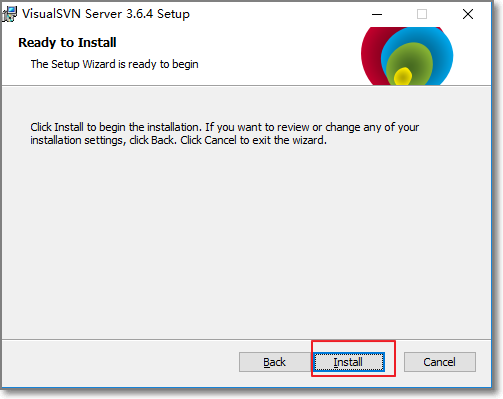 VisualSVN Server 3.6.4 Setup
Ready to Install
The Setup Wizard is ready to begin
Click Install to begin the installation. If you want to review or change any of your
installation settings, click Back. Click Cancel to exit the wizard.
Back
Install
Cancel